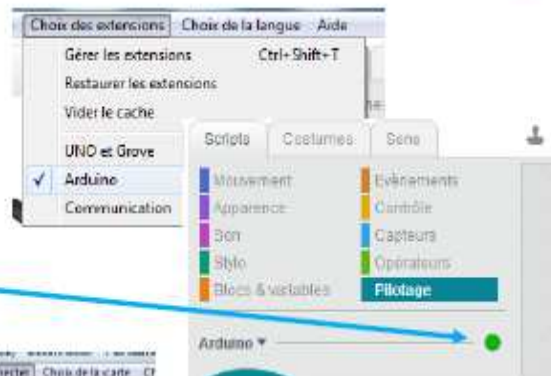 Choix des extensions Choix de la langue Aide
Gérer les extensions Ctrl+Shift+T
Restaurer les extensions
Vider le cache
UNO et Grove
Arduino
Communication
Scripts Costumes Sons
Mouvement Evènements
Apparence Contrôle
Son Capteurs
Stylo Opérateurs
Blocs & variables Pilotage
Arduino
Choix de la carte